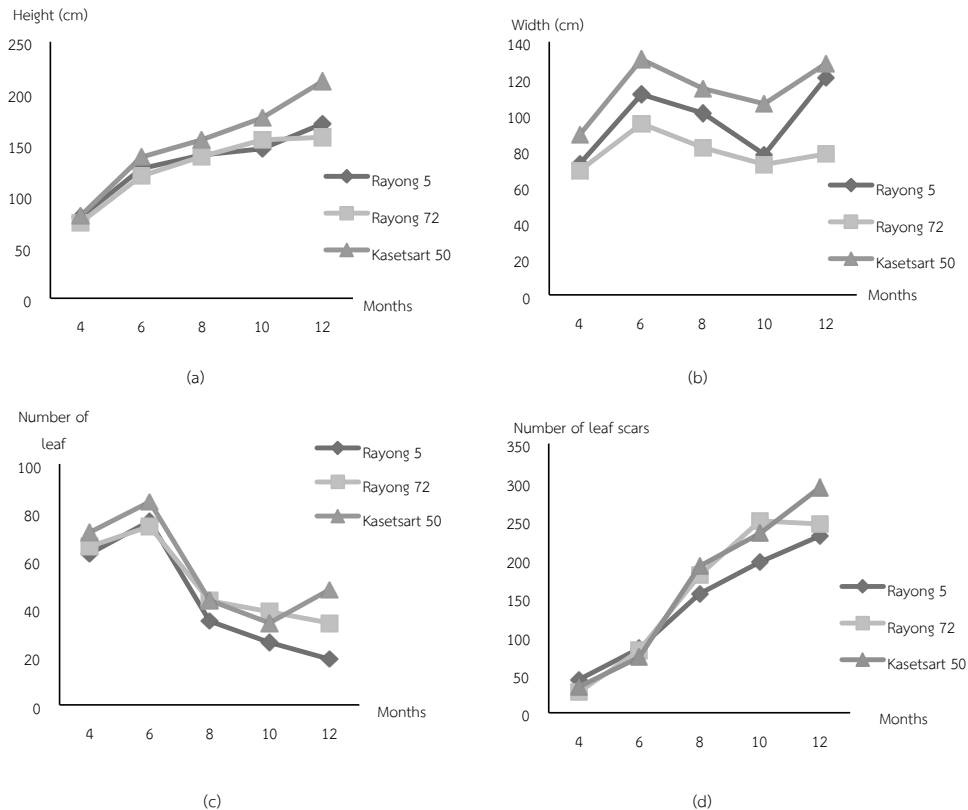 Height (cm)
250
200
150
100
50
0
4 6 8 10 12
Months
Rayong 5
Rayong 72
Kasetsart 50
(a)
Width (cm)
140
120
100
80
60
40
20
0
4 6 8 10 12
Months
Rayong 5
Rayong 72
Kasetsart 50
(b)
Number of
leaf
100
80
60
40
20
0
4 6 8 10 12
Months
Rayong 5
Rayong 72
Kasetsart 50
(c)
Number of leaf scars
350
300
250
200
150
100
50
0
4 6 8 10 12
Months
Rayong 5
Rayong 72
Kasetsart 50
(d)